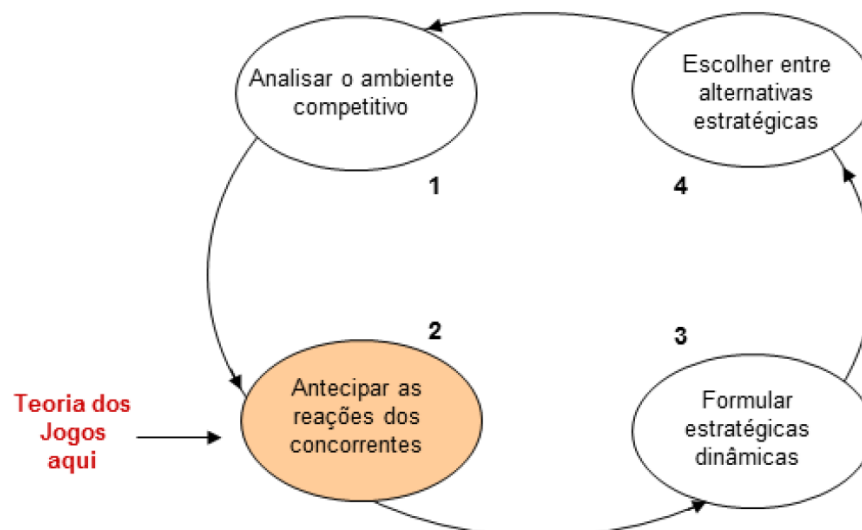 Analisar o ambiente
competitivo
1
Escolher entre
alternativas
estratégicas
4
2
Antecipar as
reações dos
concorrentes
3
Formular
estratégicas
dinâmicas
Teoria dos
Jogos
aqui